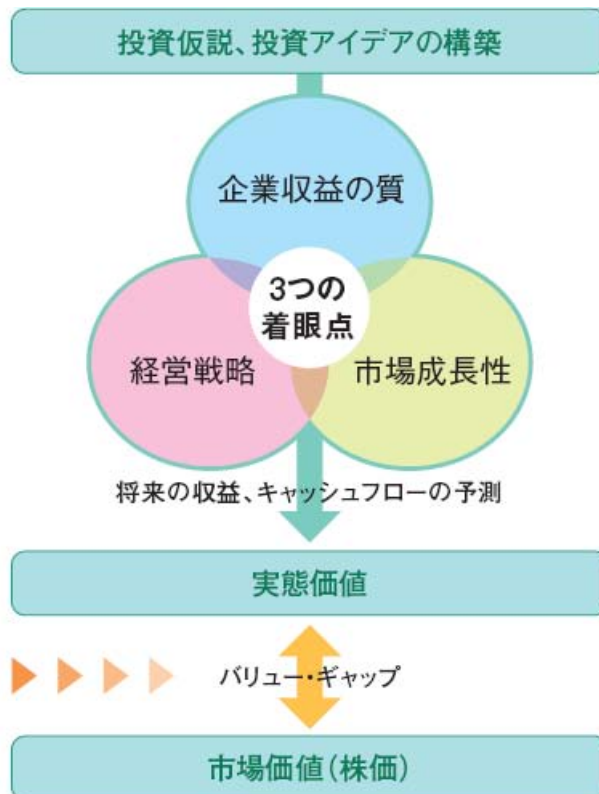 投資仮説、投資アイデアの構築
企業収益の質
3つの
着眼点
経営戦略
市場成長性
将来の収益、キャッシュフローの予測
実態価値
バリュー・ギャップ
市場価値（株価）